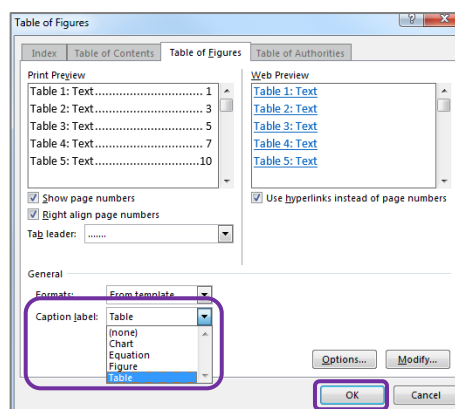 Table of Figures
Index Table of Contents Table of Figures Table of Authorities
Print Preview
Table 1: Text........................ 1
Table 2: Text........................ 3
Table 3: Text........................ 5
Table 4: Text........................ 7
Table 5: Text........................10
Web Preview
Table 1: Text
Table 2: Text
Table 3: Text
Table 4: Text
Table 5: Text
Show page numbers
Right align page numbers
Tab leader: .......
Use hyperlinks instead of page numbers
General
Formats: From template
Caption label: Table
(none)
Chart
Equation
Figure
Table
Options... Modify...
OK Cancel